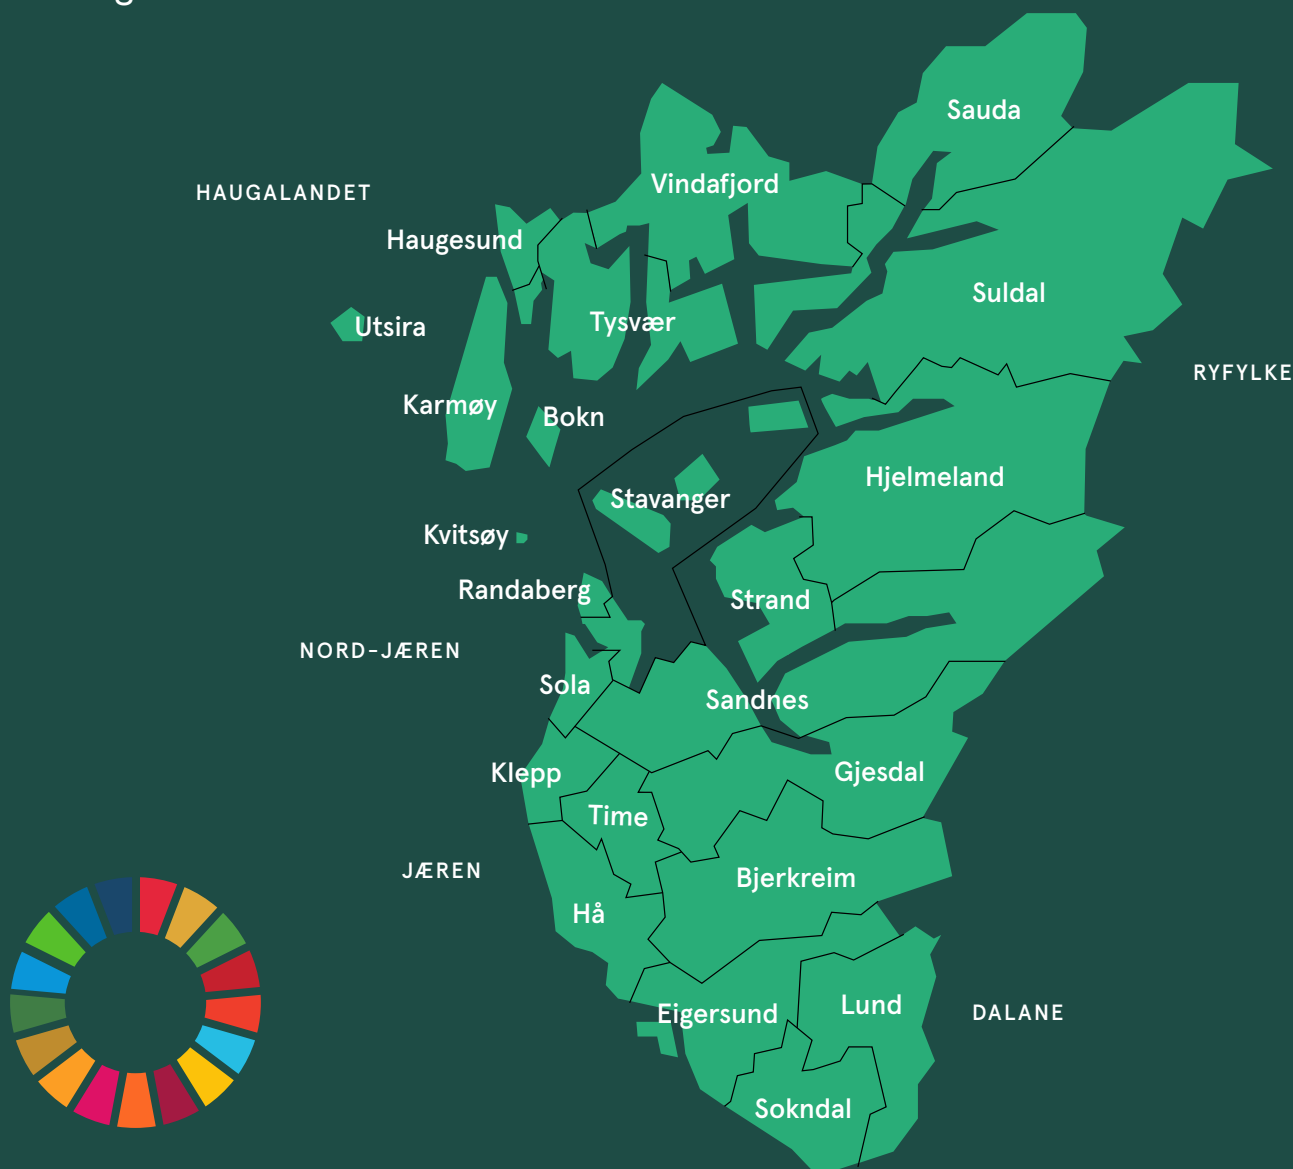 Sauda
Vindafjord
HAUGALANDET
Haugesund
Suldal
Tysvær
Utsira
RYFYLKE
Karmøy
Bokn
Hjelmeland
Stavanger
Kvitsøy
Randaberg
Strand
NORD-JÆREN
Sola
Sandnes
Klepp
Gjesdal
Time
JÆREN
Bjerkreim
Hå
Lund
DALANE
Eigersund
Sokndal